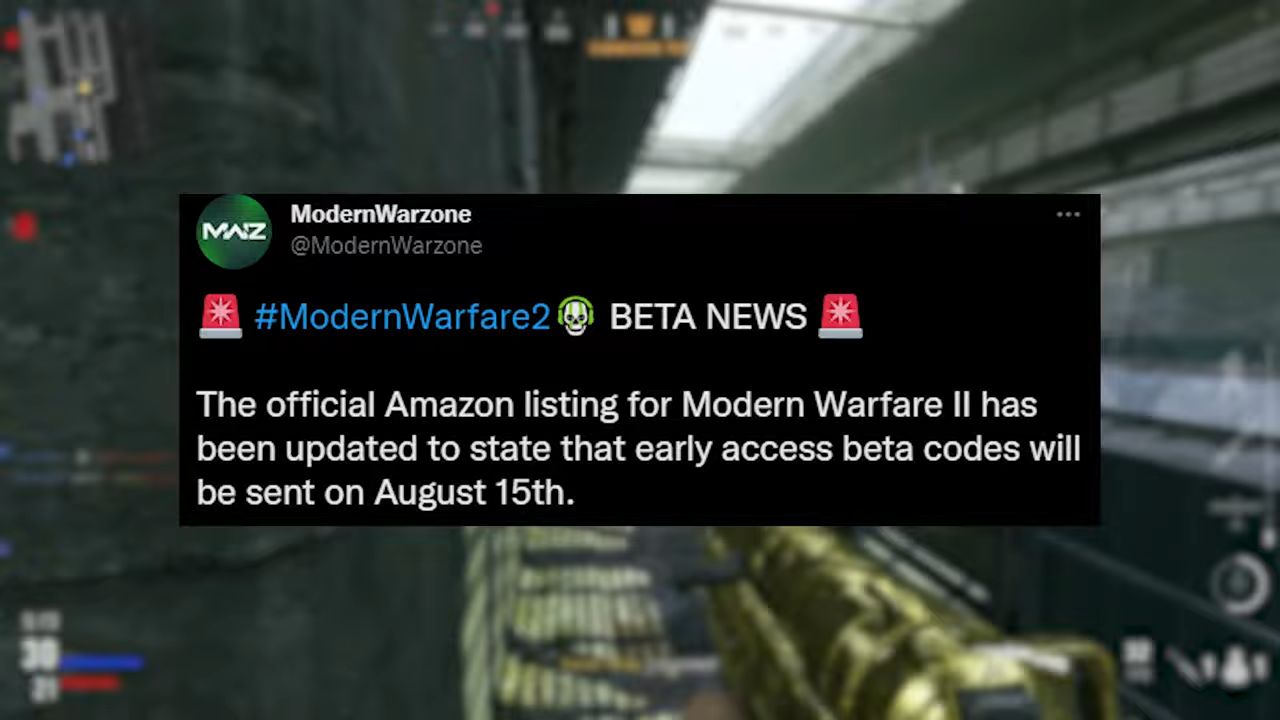 MWZ
ModernWarzone
@ModernWarzone
#ModernWarfare2 BETA NEWS
The official Amazon listing for Modern Warfare II has
been updated to state that early access beta codes will
be sent on August 15th.
30